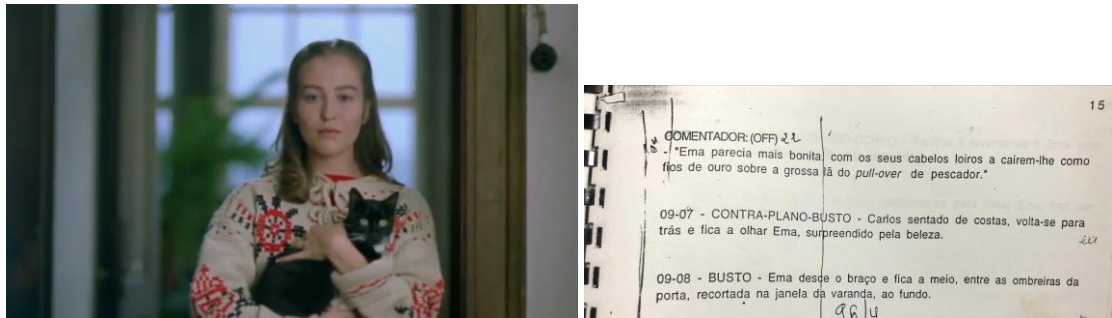 15
COMENTADOR: (OFF) 22
- "Ema parecia mais bonita, com os seus cabelos loiros a cairem-lhe como
fios de ouro sobre a grossa lã do pull-over de pescador."
09-07 - CONTRA-PLANO-BUSTO - Carlos sentado de costas, volta-se para
trás e fica a olhar Ema, surpreendido pela beleza.
09-08 - BUSTO - Ema desce o braço e fica a meio, entre as ombreiras da
porta, recortada na janela da varanda, ao fundo.